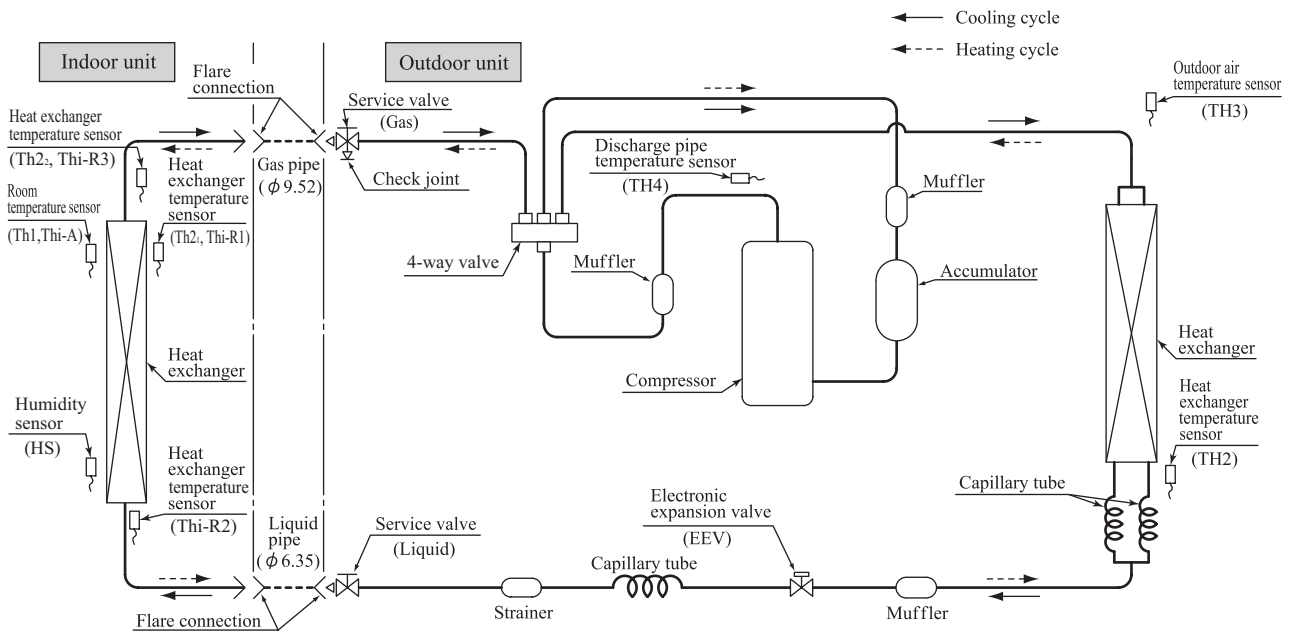 Cooling cycle
Heating cycle
Indoor unit
Outdoor unit
Flare
connection
Service valve
(Gas)
Outdoor air
temperature sensor
(TH3)
Heat exchanger
temperature sensor
(Th2₂, Thi-R3)
Heat
exchanger
temperature
sensor
(Th2₁, Thi-R1)
Gas pipe
(ϕ9.52)
Check joint
Discharge pipe
temperature sensor
(TH4)
Muffler
Room
temperature sensor
(Th1,Thi-A)
4-way valve
Muffler
Accumulator
Heat
exchanger
Compressor
Heat
exchanger
Humidity
sensor
(HS)
Heat
exchanger
temperature
sensor
(TH2)
Heat
exchanger
temperature
sensor
(Thi-R2)
Capillary tube
Electronic
expansion valve
(EEV)
Liquid
pipe
(ϕ6.35)
Service valve
(Liquid)
Capillary tube
Strainer
Muffler
Flare connection